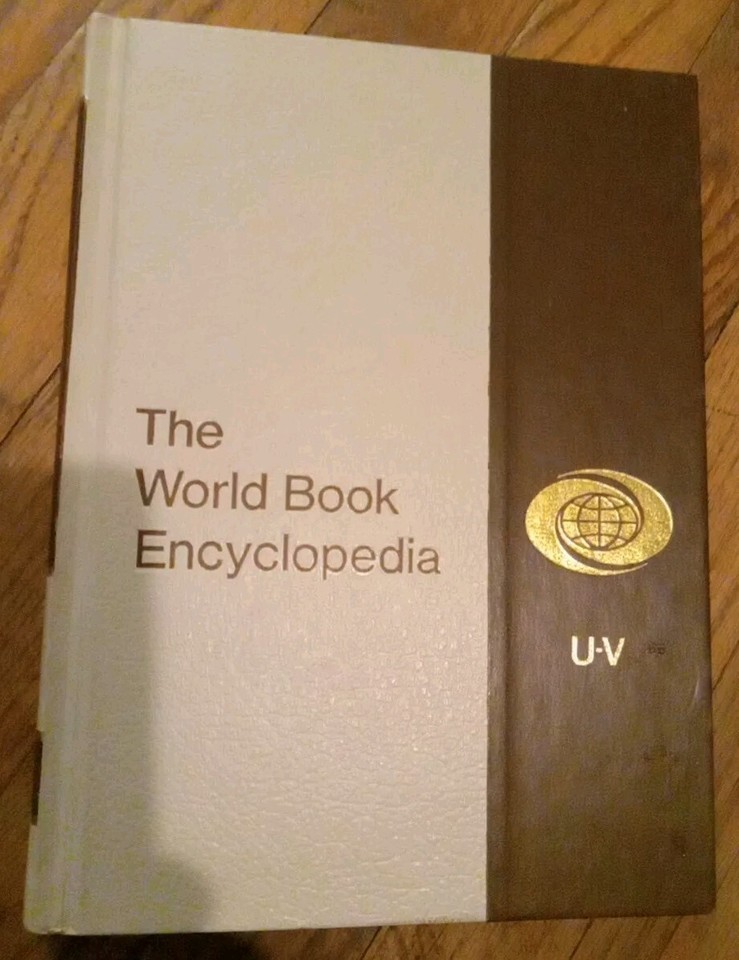 The
World Book
Encyclopedia
U-V